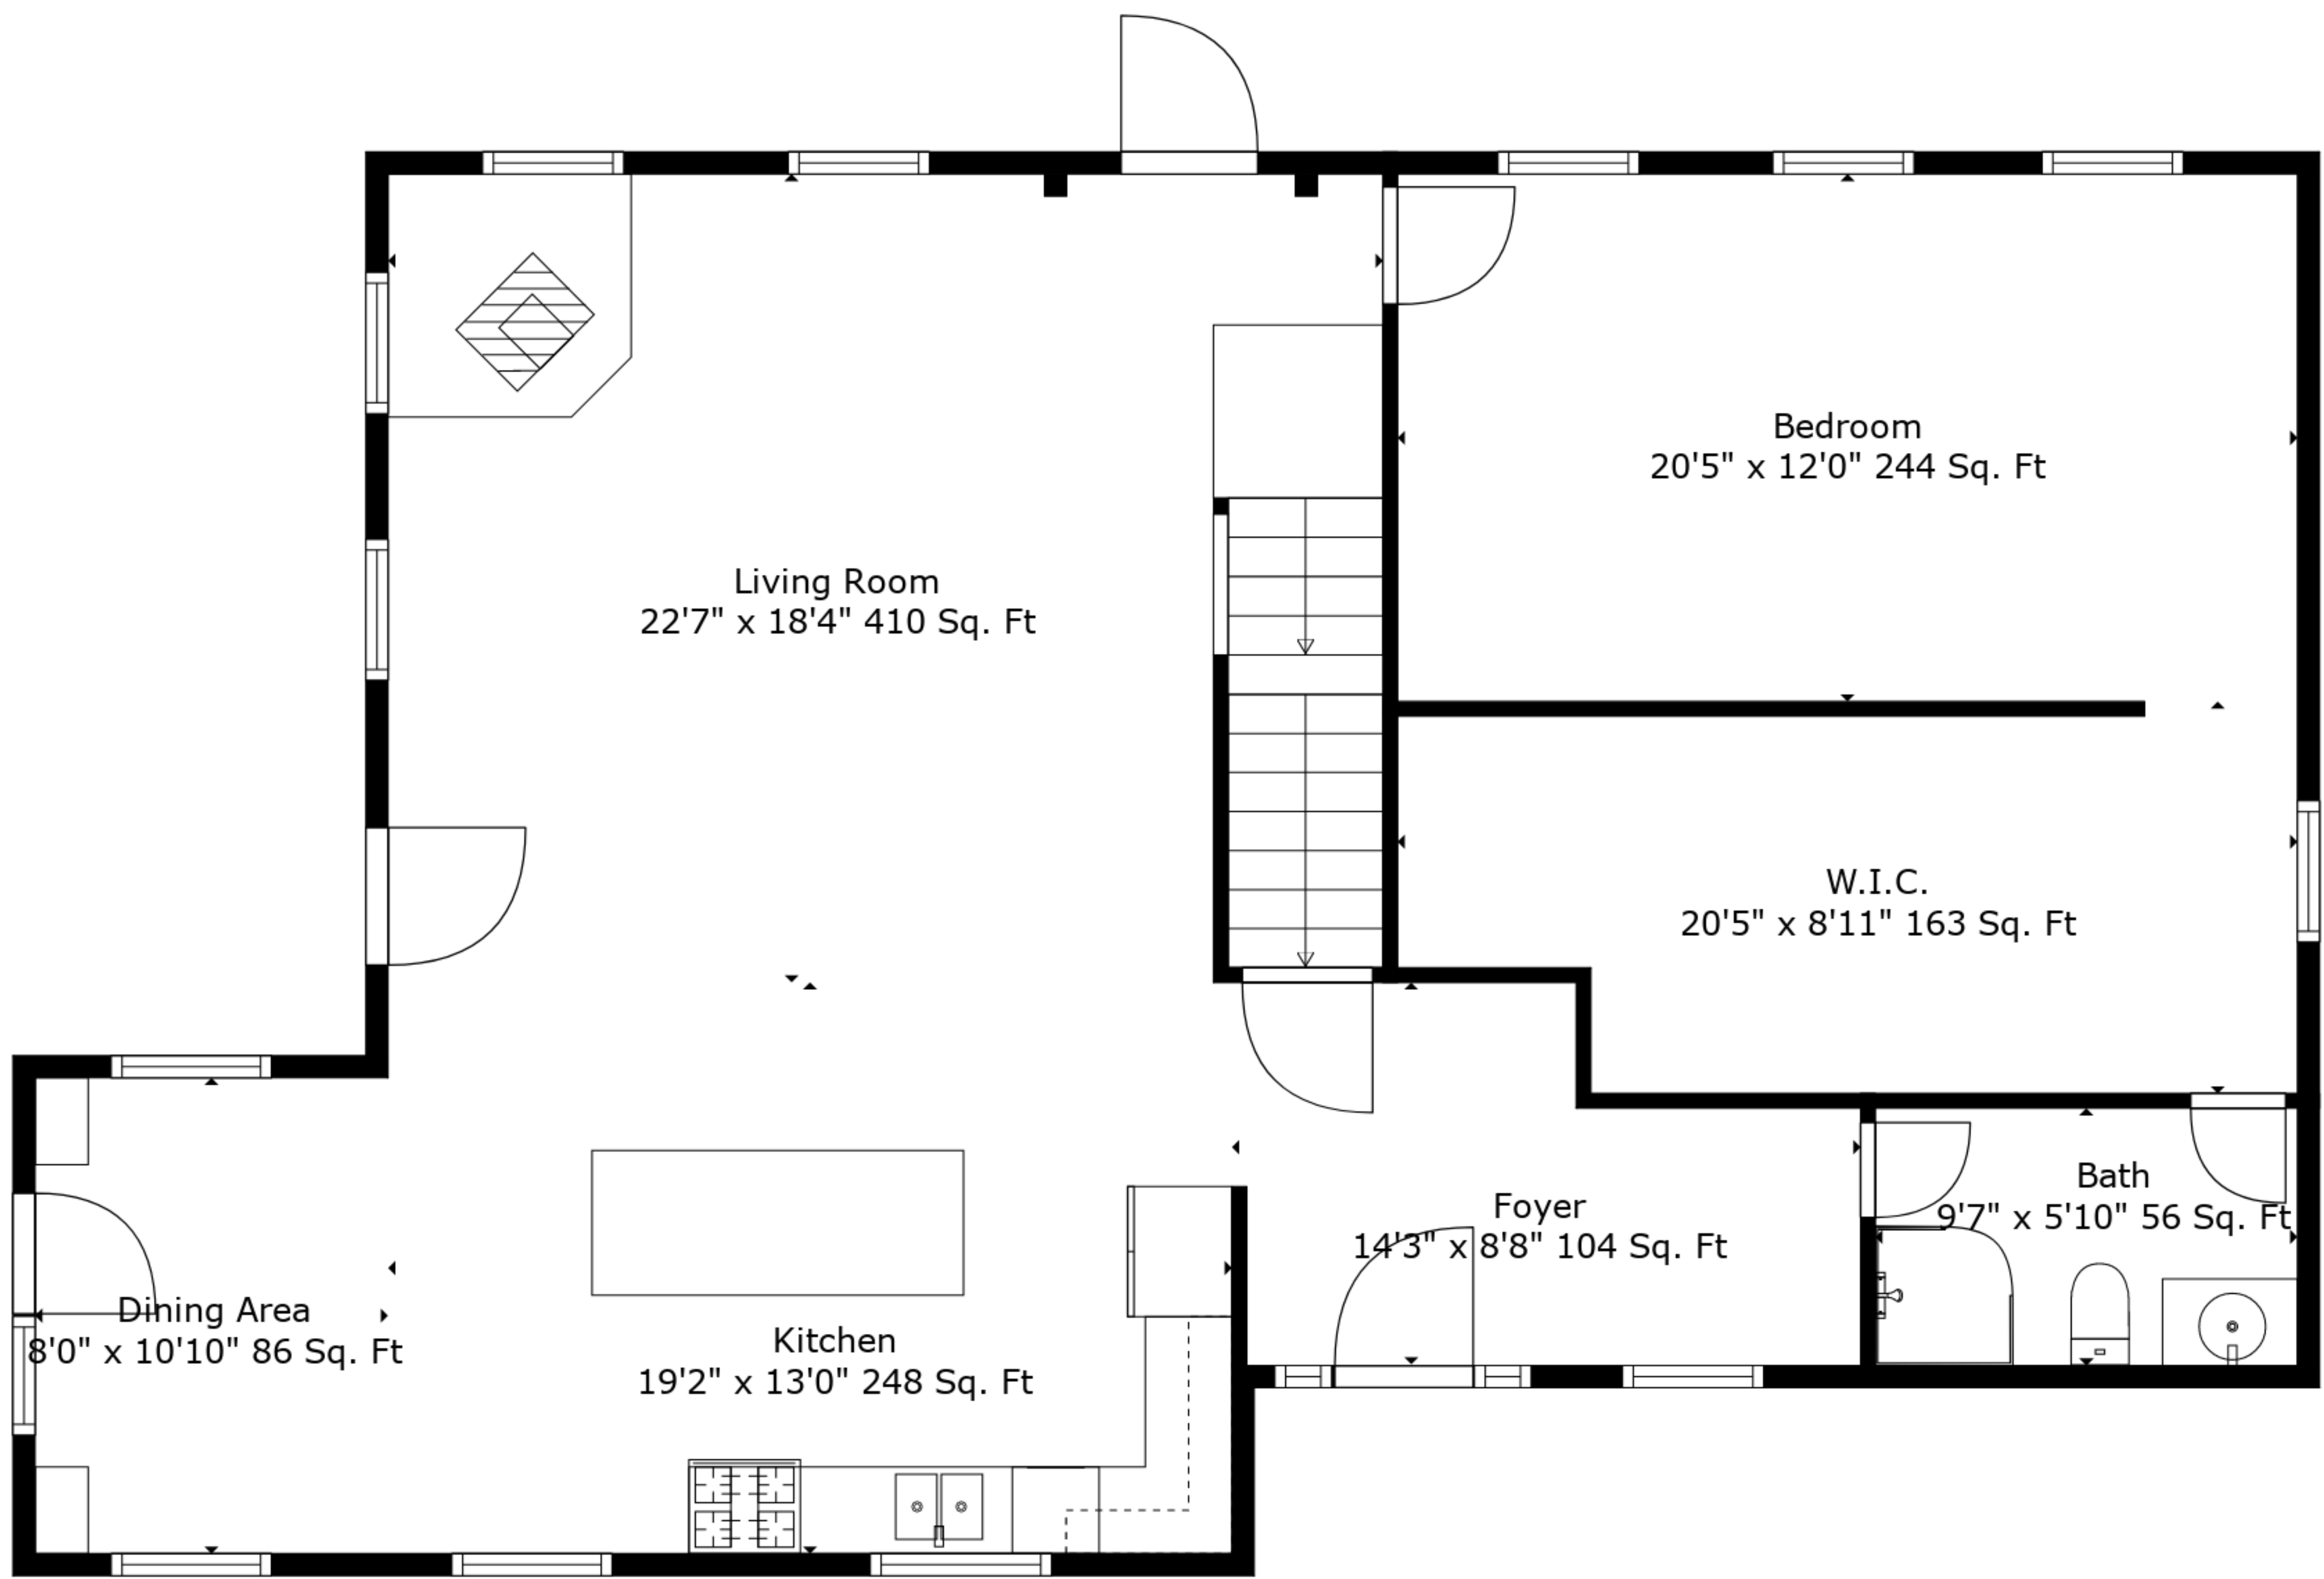 Bedroom
20'5" x 12'0" 244 Sq. Ft
Living Room
22'7" x 18'4" 410 Sq. Ft
W.I.C.
20'5" x 8'11" 163 Sq. Ft
Bath
9'7" x 5'10" 56 Sq. Ft
Foyer
14'3" x 8'8" 104 Sq. Ft
Dining Area
8'0" x 10'10" 86 Sq. Ft
Kitchen
19'2" x 13'0" 248 Sq. Ft